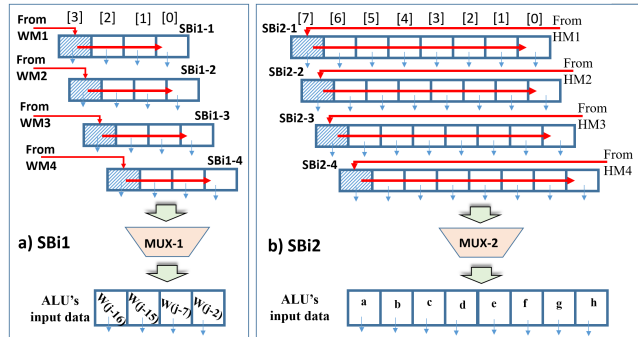 [3] [2] [1] [0]
From
WM1
SBi1-1
From
WM2
SBi1-2
From
WM3
SBi1-3
From
WM4
SBi1-4
MUX-1
a) SBi1
ALU's
input data
W(j-16) W(j-15) W(j-7) W(j-2)
[7] [6] [5] [4] [3] [2] [1] [0]
SBi2-1
From
HM1
SBi2-2
From
HM2
SBi2-3
From
HM3
SBi2-4
From
HM4
MUX-2
b) SBi2
ALU's
input data
a b c d e f g h